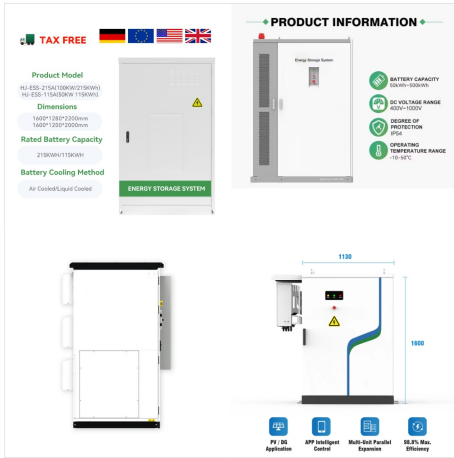 TAX FREE
Product Model
HJ-ESS-215A(100KW/215KWh)
HJ-ESS-115A(50KW 115KWh).
Dimensions
1600*1280*2200mm
1600*1200*2000mm
Rated Battery Capacity
215KWH/115KWH
Battery Cooling Method
Air Cooled/Liquid Cooled
ENERGY STORAGE SYSTEM
PRODUCT INFORMATION
Energy Storage System
BATTERY CAPACITY
50kWh~500kWh
DC VOLTAGE RANGE
400V~1000V
DEGREE OF
PROTECTION
IP54
OPERATING
TEMPERATURE RANGE
-10-50°C
1130
1600
PV / DG
Application
APP Intelligent
Control
Multi-Unit Parallel
Expansion
98.8% Max.
Efficiency